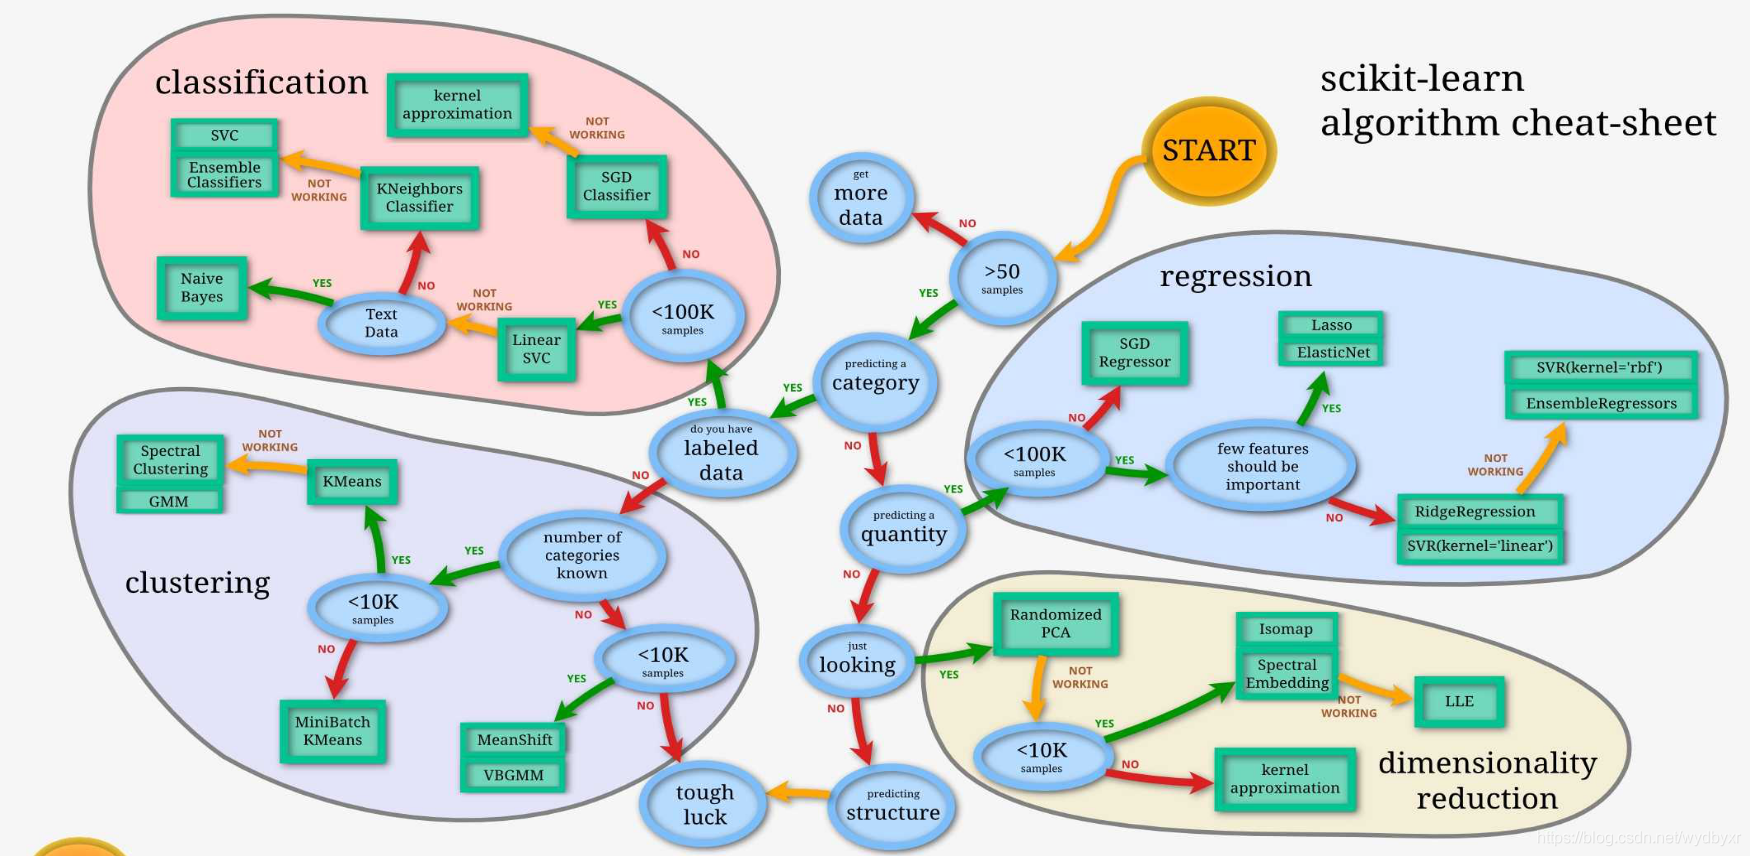 scikit-learn
algorithm cheat-sheet
START
classification
kernel
approximation
NOT
WORKING
SVC
Ensemble
Classifiers
NOT
WORKING
KNeighbors
Classifier
SGD
Classifier
NO
Naive
Bayes
YES
Text
Data
NO
NOT
WORKING
Linear
SVC
YES
<100K
samples
YES
get
more
data
NO
>50
samples
YES
predicting a
category
YES
NO
do you have
labeled
data
NO
predicting a
quantity
YES
NO
just
looking
YES
NO
predicting
structure
tough
luck
regression
SGD
Regressor
NO
<100K
samples
YES
Lasso
ElasticNet
YES
few features
should be
important
NO
SVR(kernel='rbf')
EnsembleRegressors
NOT
WORKING
RidgeRegression
SVR(kernel='linear')
clustering
Spectral
Clustering
GMM
NOT
WORKING
KMeans
YES
<10K
samples
NO
MiniBatch
KMeans
YES
number of
categories
known
NO
<10K
samples
YES
NO
MeanShift
VBGMM
dimensionality
reduction
Randomized
PCA
NOT
WORKING
<10K
samples
YES
NO
Isomap
Spectral
Embedding
NOT
WORKING
LLE
kernel
approximation
https://blog.csdn.net/wydbyxr